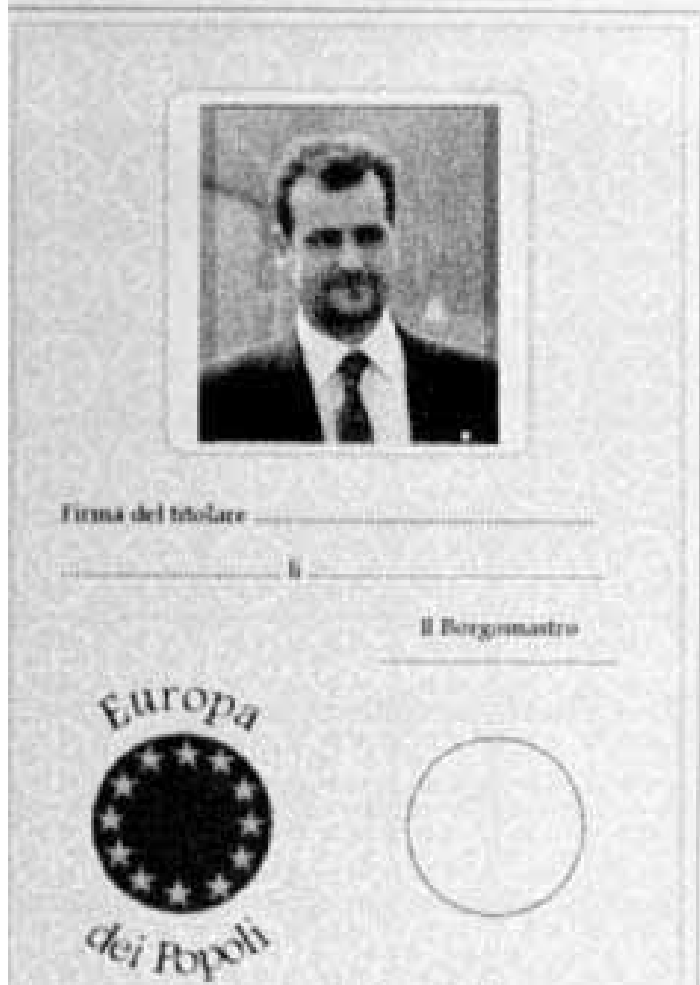 Firma del titolare
li
Il Borgomastro
Europa
dei Popoli